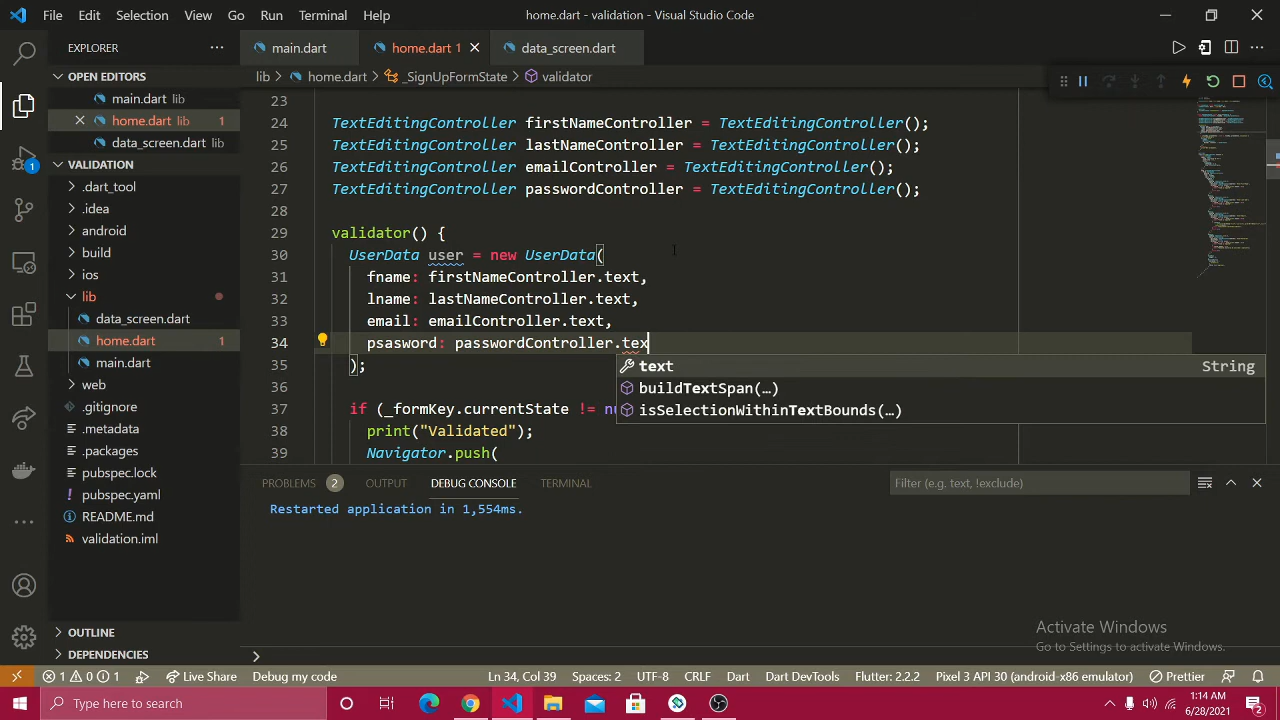 File Edit Selection View Go Run Terminal Help home.dart - validation - Visual Studio Code
EXPLORER
main.dart home.dart 1 data_screen.dart
OPEN EDITORS
main.dart lib
home.dart lib 1
data_screen.dart
VALIDATION
.dart_tool
.idea
android
build
ios
lib
data_screen.dart
home.dart 1
main.dart
web
.gitignore
.metadata
.packages
pubspec.lock
pubspec.yaml
README.md
validation.iml
OUTLINE
DEPENDENCIES
1
lib home.dart _SignUpFormState validator
23
24 TextEditingController firstNameController = TextEditingController();
25 TextEditingController lastNameController = TextEditingController();
26 TextEditingController emailController = TextEditingController();
27 TextEditingController passwordController = TextEditingController();
28
29 validator() {
30 UserData user = new UserData(
31 fname: firstNameController.text,
32 lname: lastNameController.text,
33 email: emailController.text,
34 psasword: passwordController.tex
35 );
36
37 if (_formKey.currentState != nu
38 print("Validated");
39 Navigator.push(
text String
buildTextSpan(…)
isSelectionWithinTextBounds(…)
PROBLEMS 2 OUTPUT DEBUG CONSOLE TERMINAL Filter (e.g. text, !exclude)
Restarted application in 1,554ms.
Activate Windows
Go to Settings to activate Windows.
1 0 1 Live Share Debug my code Ln 34, Col 39 Spaces: 2 UTF-8 CRLF Dart Dart DevTools Flutter: 2.2.2 Pixel 3 API 30 (android-x86 emulator) Prettier
Type here to search
1:14 AM
6/28/2021
2